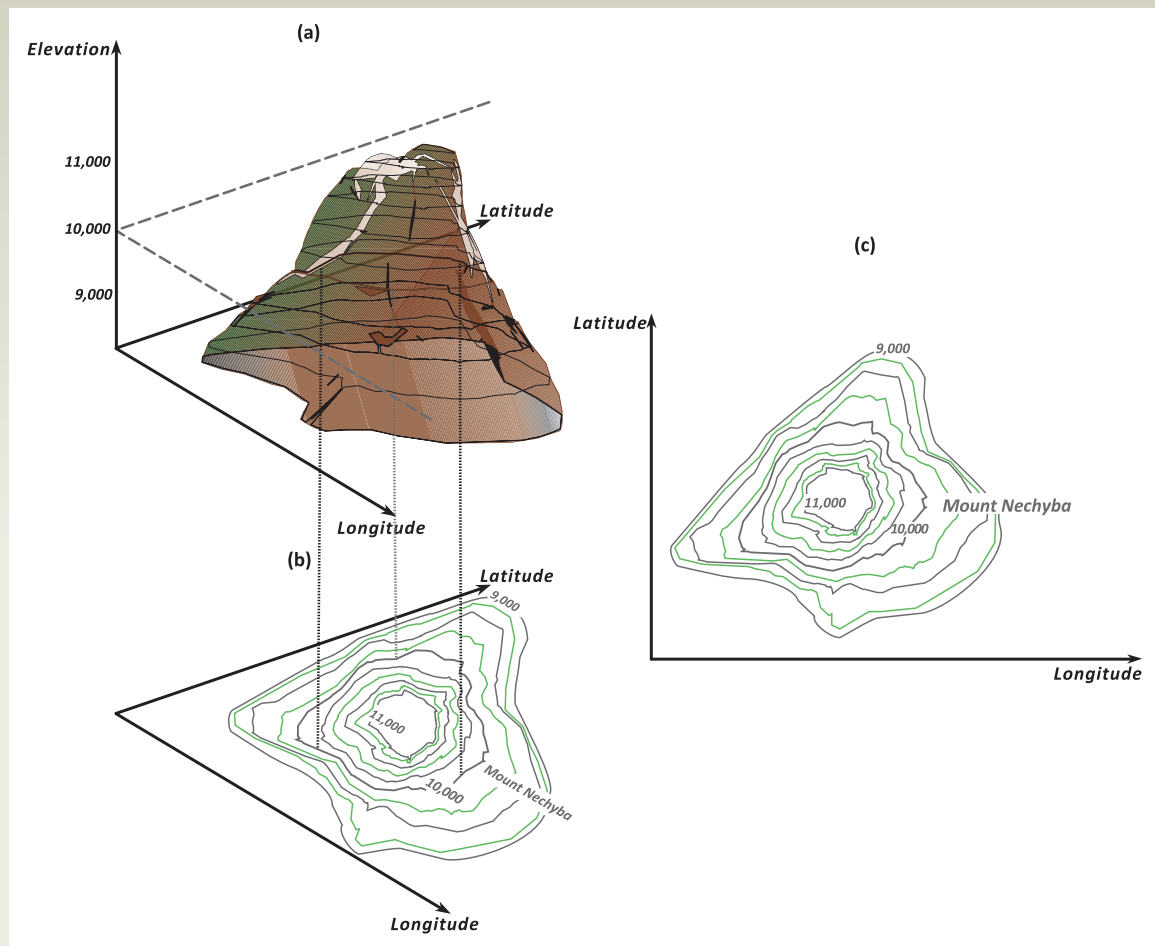 (a)
Elevation
11,000
10,000
9,000
Latitude
Longitude
(b)
Latitude
9,000
11,000
10,000
Mount Nechyba
Longitude
(c)
Latitude
9,000
11,000
10,000
Mount Nechyba
Longitude